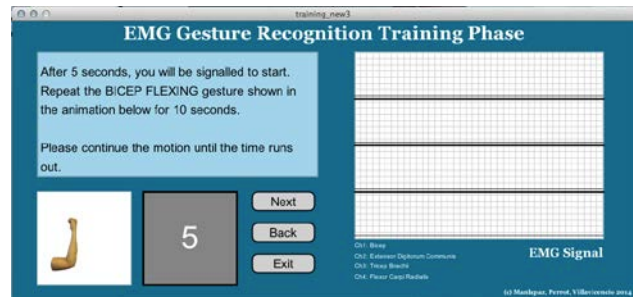 training_new3
EMG Gesture Recognition Training Phase
After 5 seconds, you will be signalled to start.
Repeat the BICEP FLEXING gesture shown in
the animation below for 10 seconds.
Please continue the motion until the time runs
out.
5
Next
Back
Exit
Ch1: Bicep
Ch2: Extensor Digitorum Communis
Ch3: Tricep Brachii
Ch4: Flexor Carpi Radialis
EMG Signal
(c) Manlapaz, Perrot, Villavicencio 2014